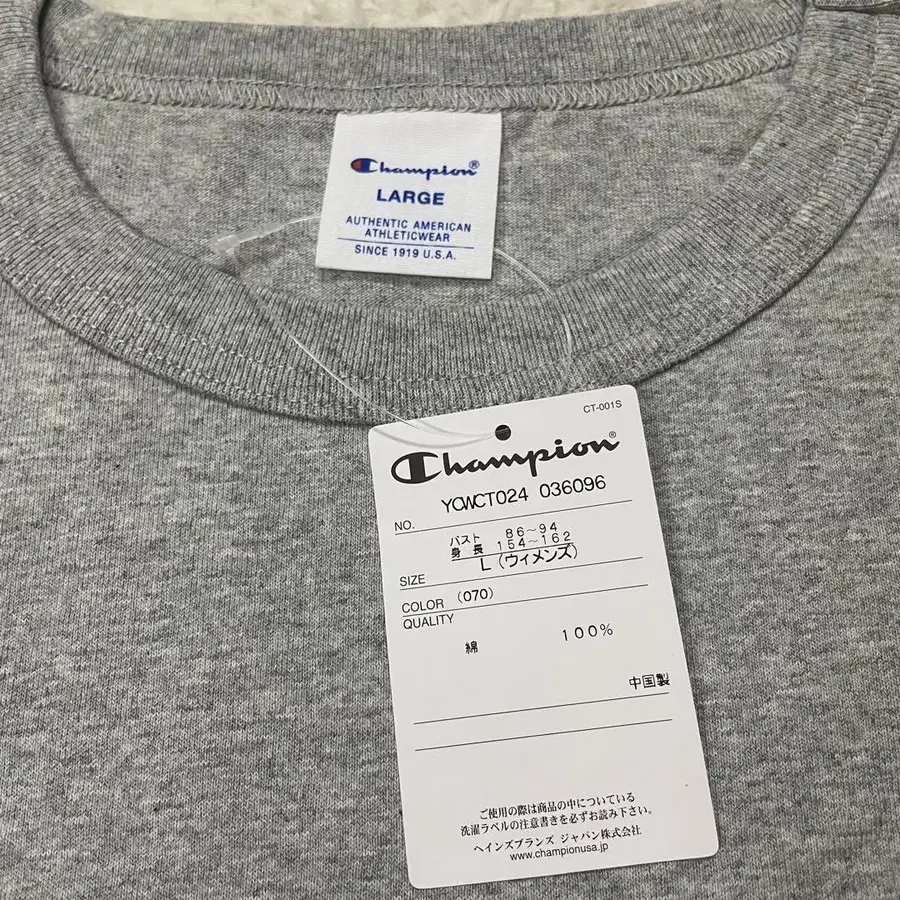 Champion®
LARGE
AUTHENTIC AMERICAN
ATHLETICWEAR
SINCE 1919 U.S.A.
CT-001S
Champion®
NO. YCWCT024 036096
バスト 86~94
身長 154~162
SIZE L(ウィメンズ)
COLOR (070)
QUALITY
綿 100%
中国製
ご使用の際は商品の中についている
洗濯ラベルの注意書きを必ずお読み下さい。
ヘインズブランズ ジャパン株式会社
www.championusa.jp